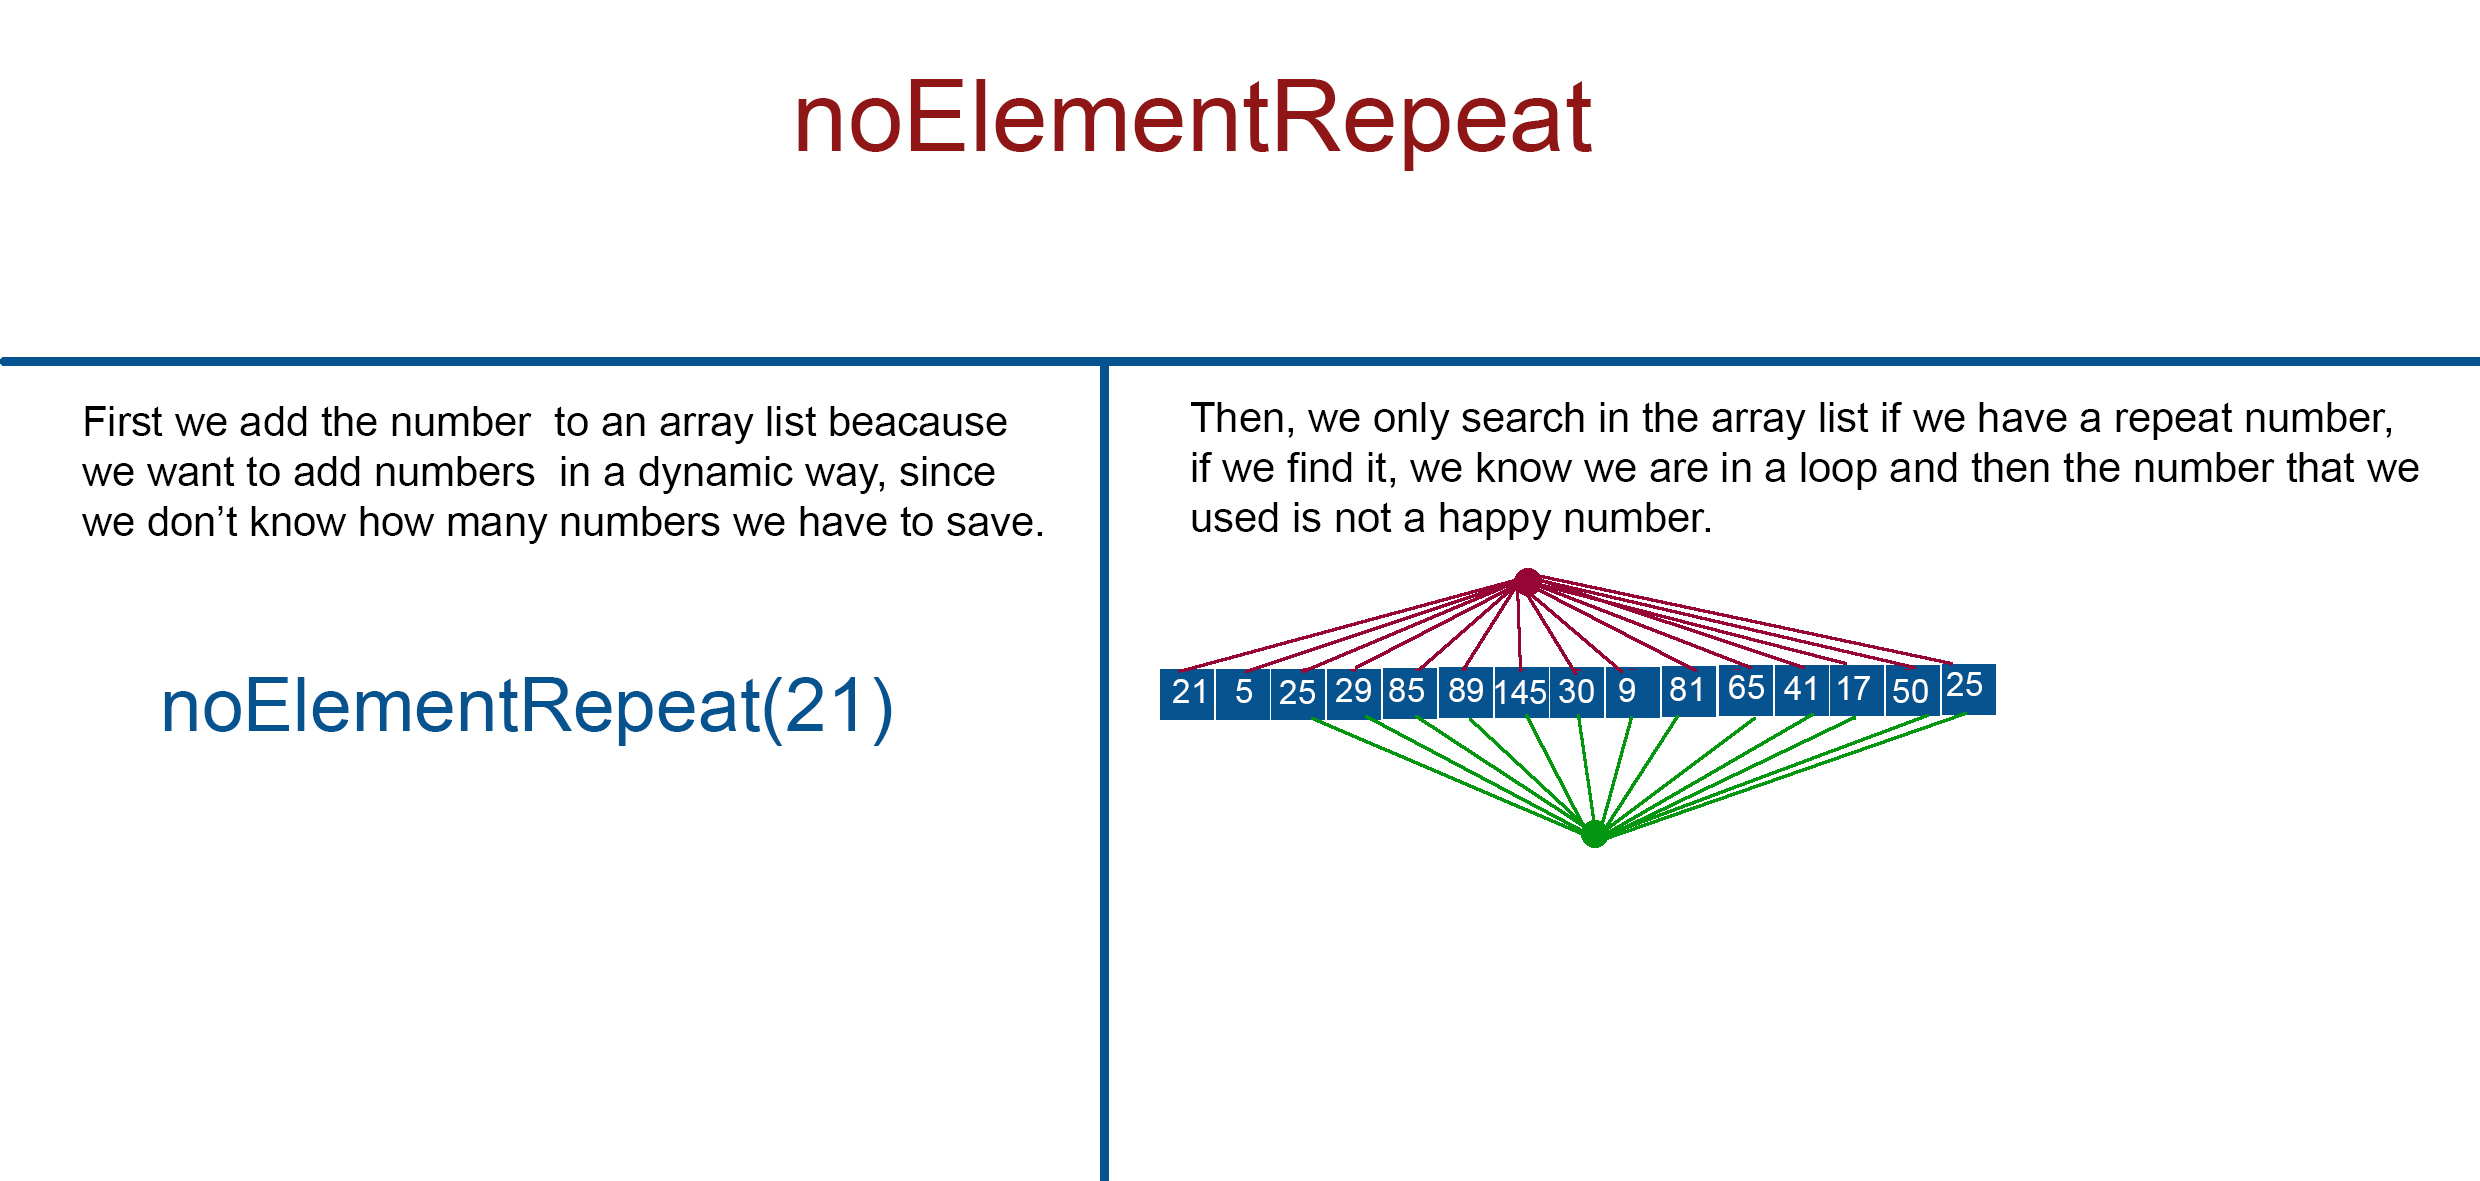 noElementRepeat
First we add the number  to an array list beacause
we want to add numbers  in a dynamic way, since
we don’t know how many numbers we have to save.
noElementRepeat(21)
Then, we only search in the array list if we have a repeat number,
if we find it, we know we are in a loop and then the number that we
used is not a happy number.
21 5 25 29 85 89 145 30 9 81 65 41 17 50 25